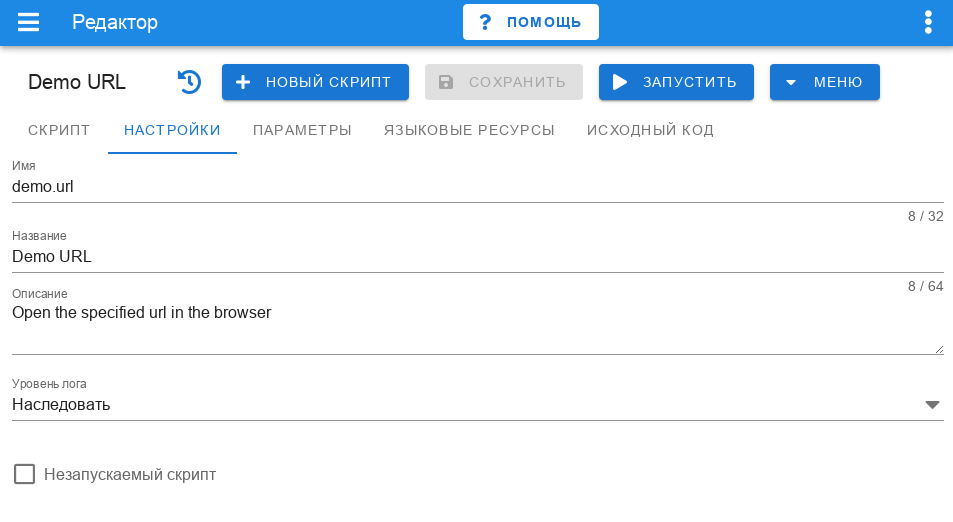 Редактор
ПОМОЩЬ
Demo URL
НОВЫЙ СКРИПТ
СОХРАНИТЬ
ЗАПУСТИТЬ
МЕНЮ
СКРИПТ НАСТРОЙКИ ПАРАМЕТРЫ ЯЗЫКОВЫЕ РЕСУРСЫ ИСХОДНЫЙ КОД
Имя
demo.url
8 / 32
Название
Demo URL
8 / 64
Описание
Open the specified url in the browser
Уровень лога
Наследовать
Незапускаемый скрипт